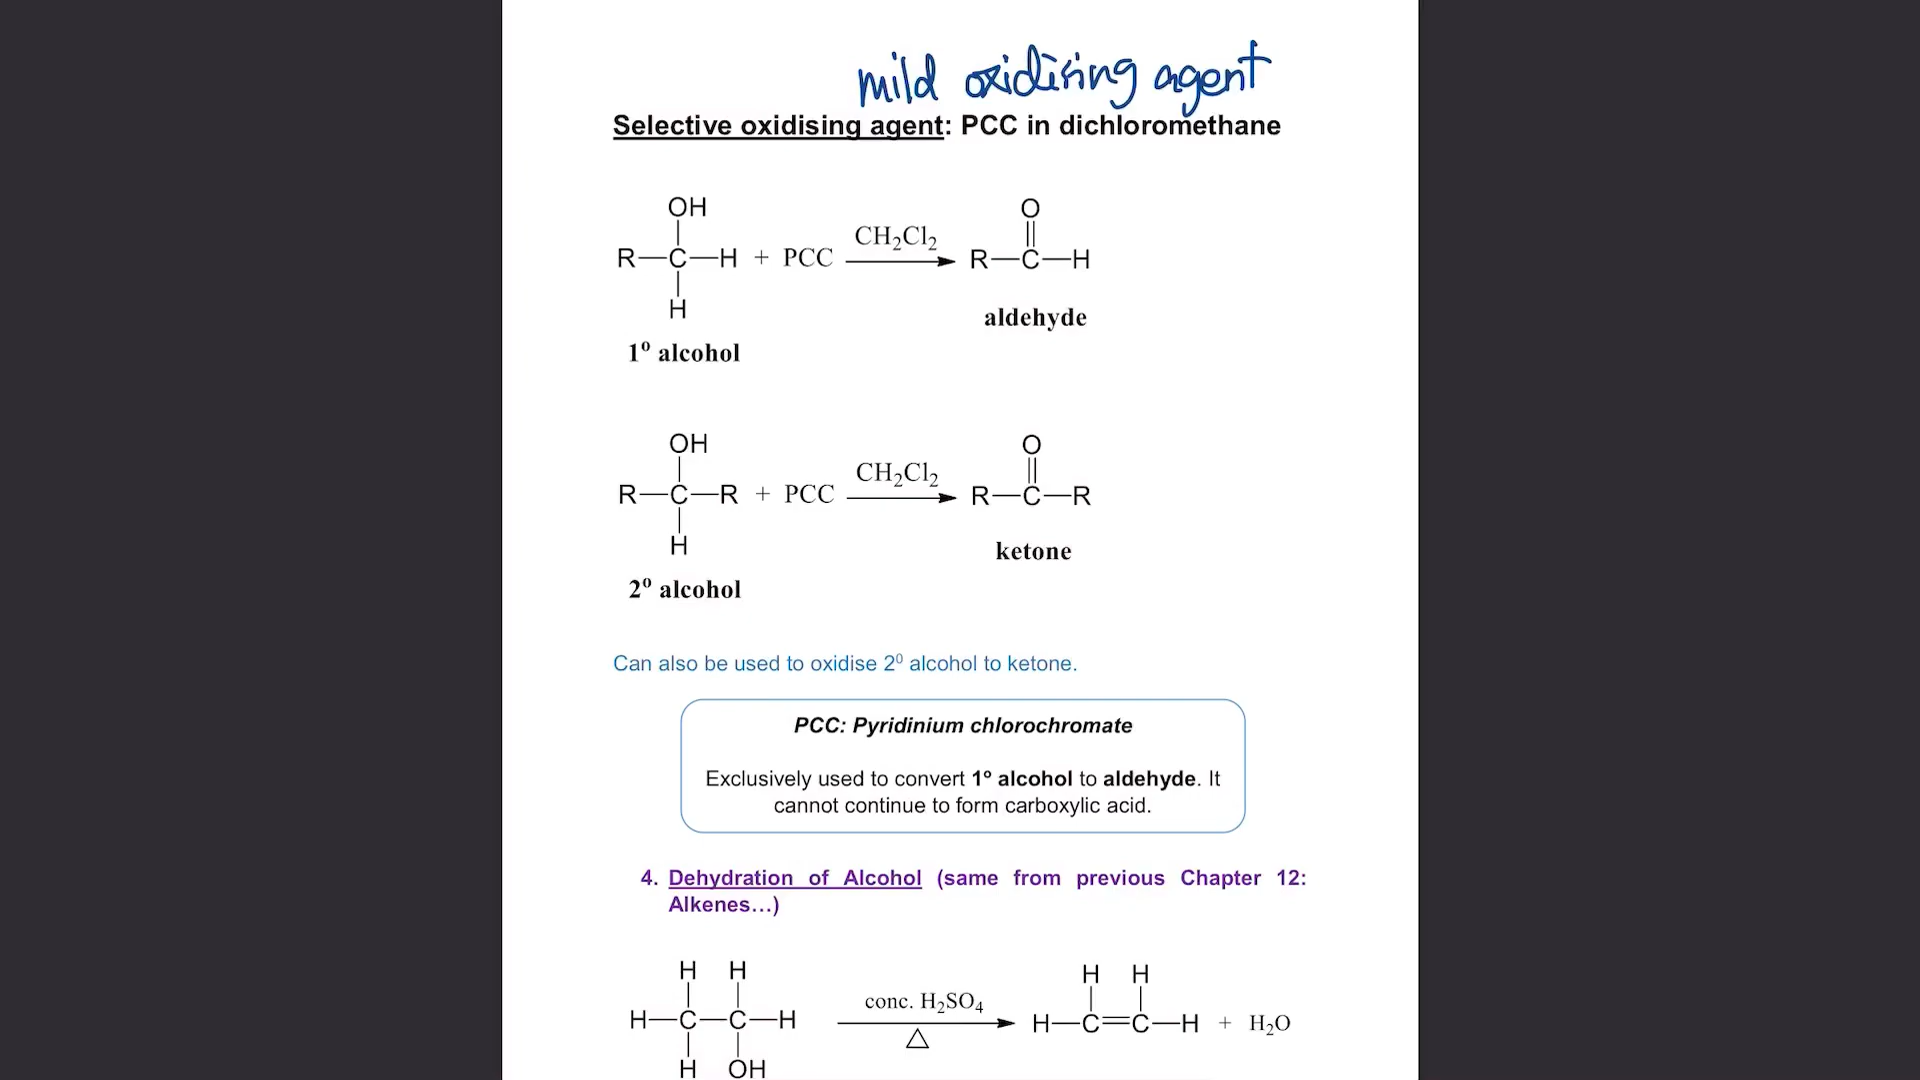 mild oxidising agent
Selective oxidising agent: PCC in dichloromethane
OH
R—C—H + PCC CH₂Cl₂ R—C—H
O
H
aldehyde
1º alcohol
OH
R—C—R + PCC CH₂Cl₂ R—C—R
O
H
ketone
2º alcohol
Can also be used to oxidise 2⁰ alcohol to ketone.
PCC: Pyridinium chlorochromate
Exclusively used to convert 1º alcohol to aldehyde. It
cannot continue to form carboxylic acid.
4. Dehydration of Alcohol (same from previous Chapter 12:
Alkenes...)
H H
H—C—C—H conc. H₂SO₄ △ H—C=C—H + H₂O
H H
H OH